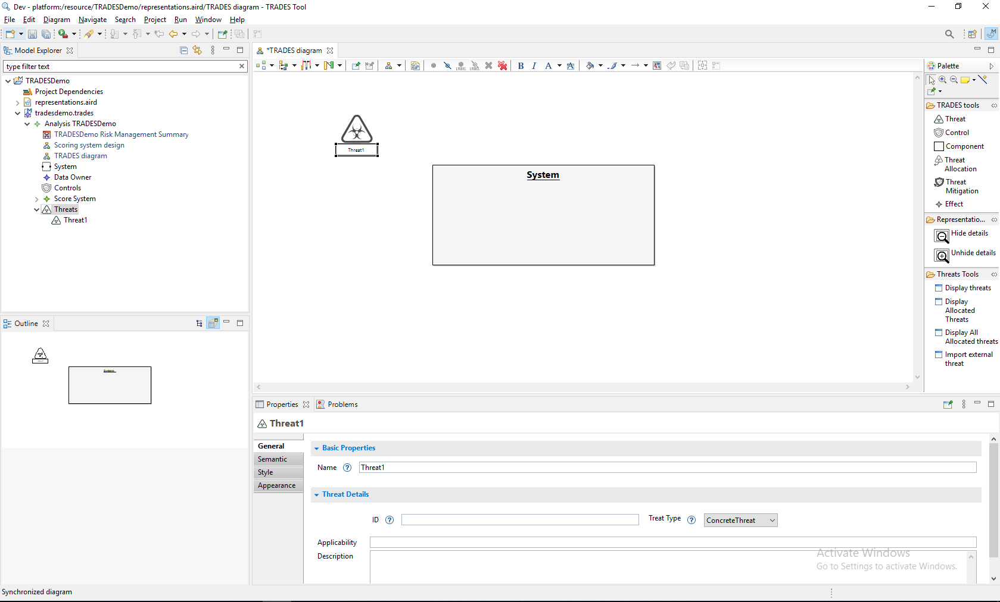 Dev - platform:/resource/TRADESDemo/representations.aird/TRADES diagram - TRADES Tool
File Edit Diagram Navigate Search Project Run Window Help
Model Explorer
type filter text
TRADESDemo
Project Dependencies
representations.aird
tradesdemo.trades
Analysis TRADESDemo
TRADESDemo Risk Management Summary
Scoring system design
TRADES diagram
System
Data Owner
Controls
Score System
Threats
Threat1
Outline
System
*TRADES diagram
LABEL LABEL
Threat1
System
Palette
TRADES tools
Threat
Control
Component
Threat
Allocation
Threat
Mitigation
Effect
Representatio...
Hide details
Unhide details
Threats Tools
Display threats
Display
Allocated
Threats
Display All
Allocated threats
Import external
threat
Properties Problems
Threat1
General
Semantic
Style
Appearance
Basic Properties
Name Threat1
Threat Details
ID Treat Type ConcreteThreat
Applicability
Description
Activate Windows
Go to Settings to activate Windows.
Synchronized diagram